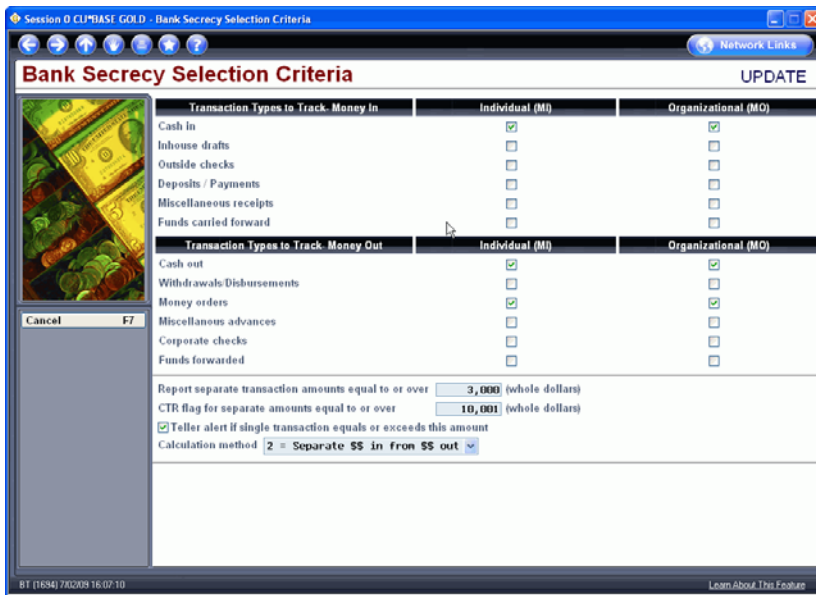 Session 0 CU*BASE GOLD - Bank Secrecy Selection Criteria
Network Links
Bank Secrecy Selection Criteria
UPDATE
Transaction Types to Track- Money In Individual (MI) Organizational (MO)
Cash in
Inhouse drafts
Outside checks
Deposits / Payments
Miscellaneous receipts
Funds carried forward
Transaction Types to Track- Money Out Individual (MI) Organizational (MO)
Cash out
Withdrawals/Disbursements
Money orders
Miscellanous advances
Corporate checks
Funds forwarded
Cancel F7
Report separate transaction amounts equal to or over 3,000 (whole dollars)
CTR flag for separate amounts equal to or over 10,001 (whole dollars)
Teller alert if single transaction equals or exceeds this amount
Calculation method 2 = Separate $$ in from $$ out
BT (1694) 7/02/09 16:07:10
Learn About This Feature